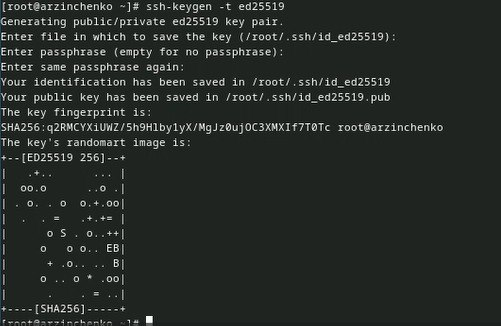 [root@arzinchenko ~]# ssh-keygen -t ed25519
Generating public/private ed25519 key pair.
Enter file in which to save the key (/root/.ssh/id_ed25519):
Enter passphrase (empty for no passphrase):
Enter same passphrase again:
Your identification has been saved in /root/.ssh/id_ed25519
Your public key has been saved in /root/.ssh/id_ed25519.pub
The key fingerprint is:
SHA256:q2RMCYXiUWZ/5h9H1by1yX/MgJz0ujOC3XMXIf7T0Tc root@arzinchenko
The key's randomart image is:
+--[ED25519 256]--+
|   .+..      ... |
|  oo.o      ..o .|
| . o. . o  o.+.oo|
|  .  . =   .+.+= |
|      o S . o..++|
|     o   o o.. EB|
|      + .o.. .. B|
|     o .. o * .oo|
|      .    . = ..|
+----[SHA256]-----+
[root@arzinchenko ~]#